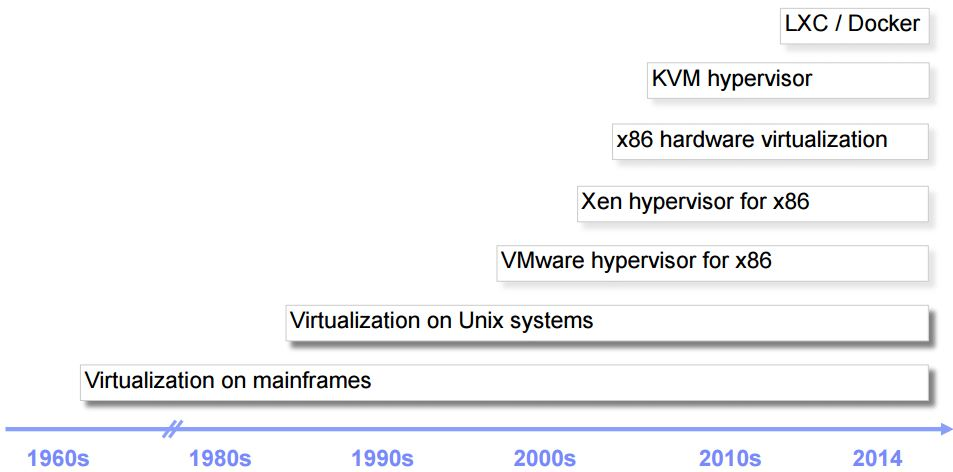 LXC / Docker
KVM hypervisor
x86 hardware virtualization
Xen hypervisor for x86
VMware hypervisor for x86
Virtualization on Unix systems
Virtualization on mainframes
1960s 1980s 1990s 2000s 2010s 2014